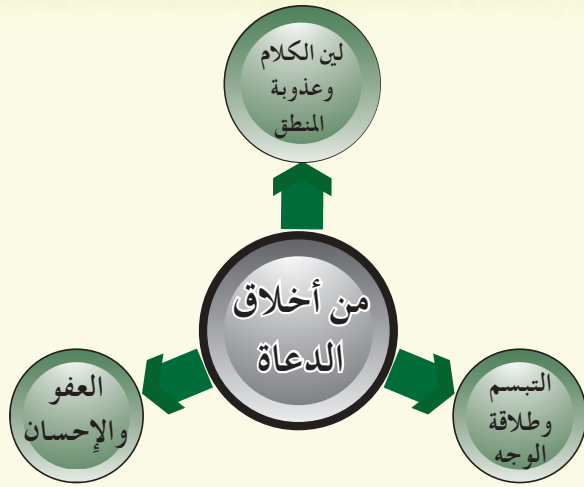 لين الكلام
وعذوبة
المنطق
من أخلاق
الدعاة
التبسم
وطلاقة
الوجه
العفو
والإحسان